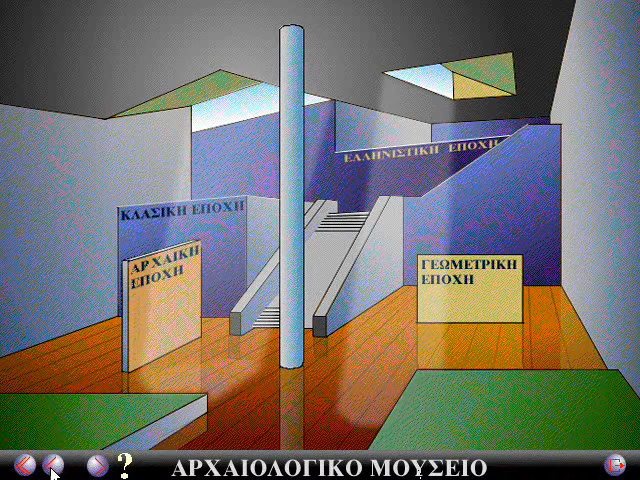 ΕΛΛΗΝΙΣΤΙΚΗ ΕΠΟΧΗ
ΚΛΑΣΙΚΗ ΕΠΟΧΗ
ΑΡΧΑΙΚΗ
ΕΠΟΧΗ
ΓΕΩΜΕΤΡΙΚΗ
ΕΠΟΧΗ
?
ΑΡΧΑΙΟΛΟΓΙΚΟ ΜΟΥΣΕΙΟ